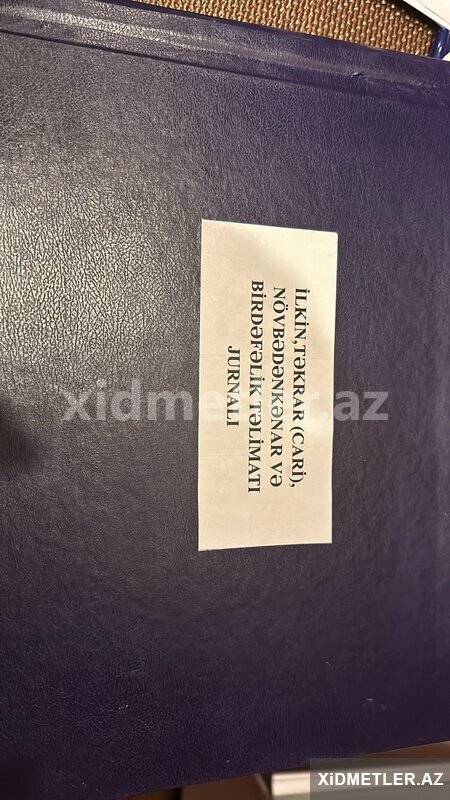 İLKİN,TƏKRAR (CARİ),
NÖVBƏDƏNKƏNAR VƏ
BİRDƏFƏLİK TƏLİMATI
JURNALI
xidmetler.az
XiDMETLER.AZ